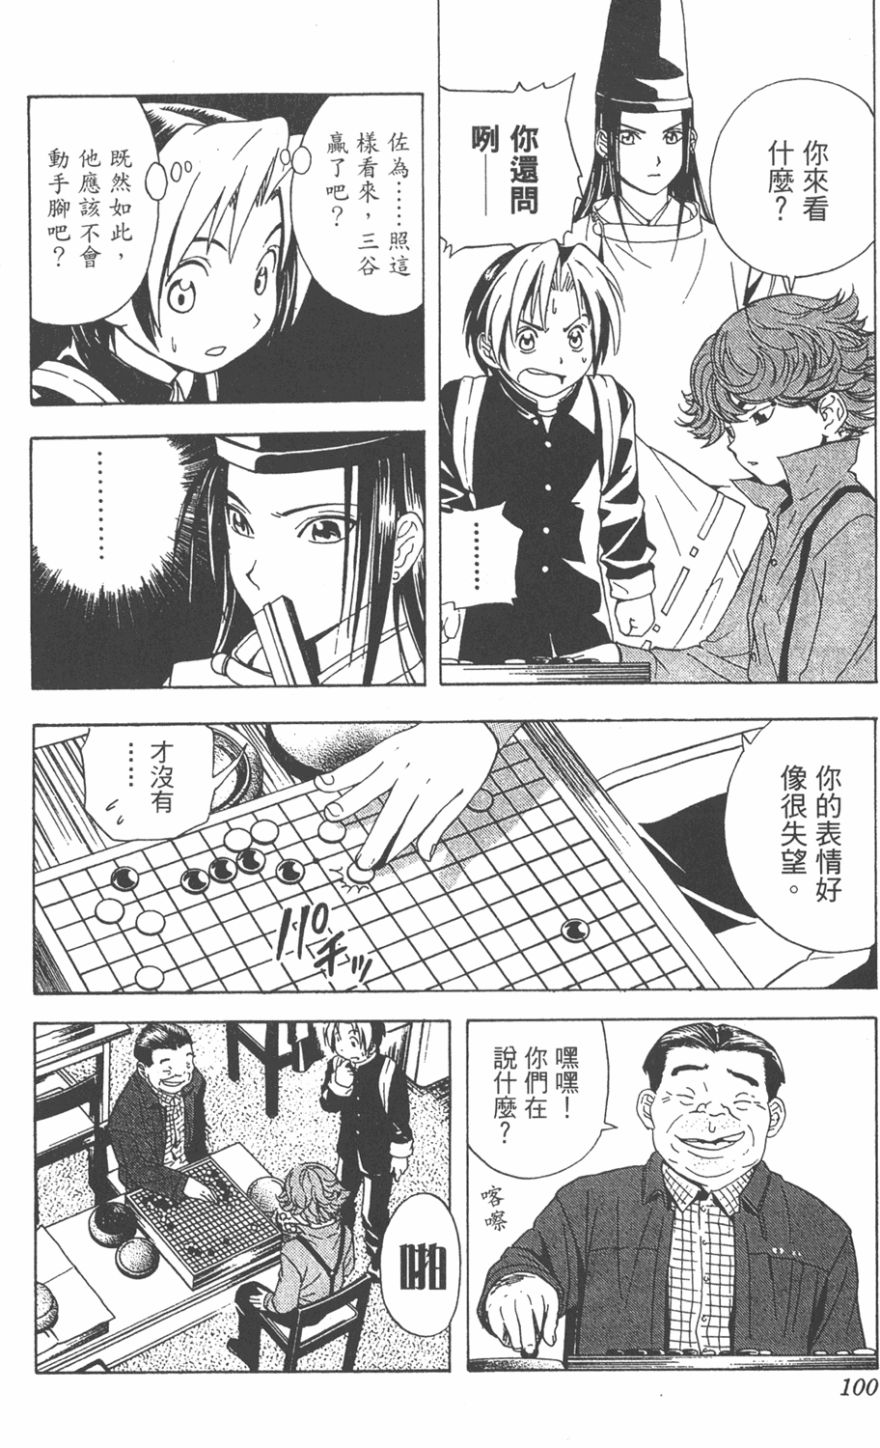 你來看
什麼？
你還問
咧——
………
佐為……照這
樣看來，三谷
贏了吧？
既然如此，
他應該不會
動手腳吧？
…………
你的表情好
像很失望。
才沒有
……
パチッ
嘿嘿！
你們在
說什麼？
喀嚓
啪
100